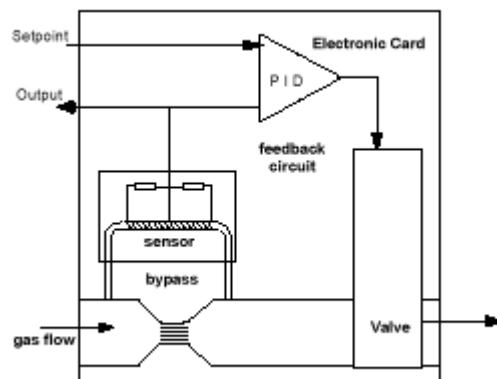 Setpoint
Electronic Card
P I D
Output
feedback
circuit
sensor
bypass
gas flow
Valve